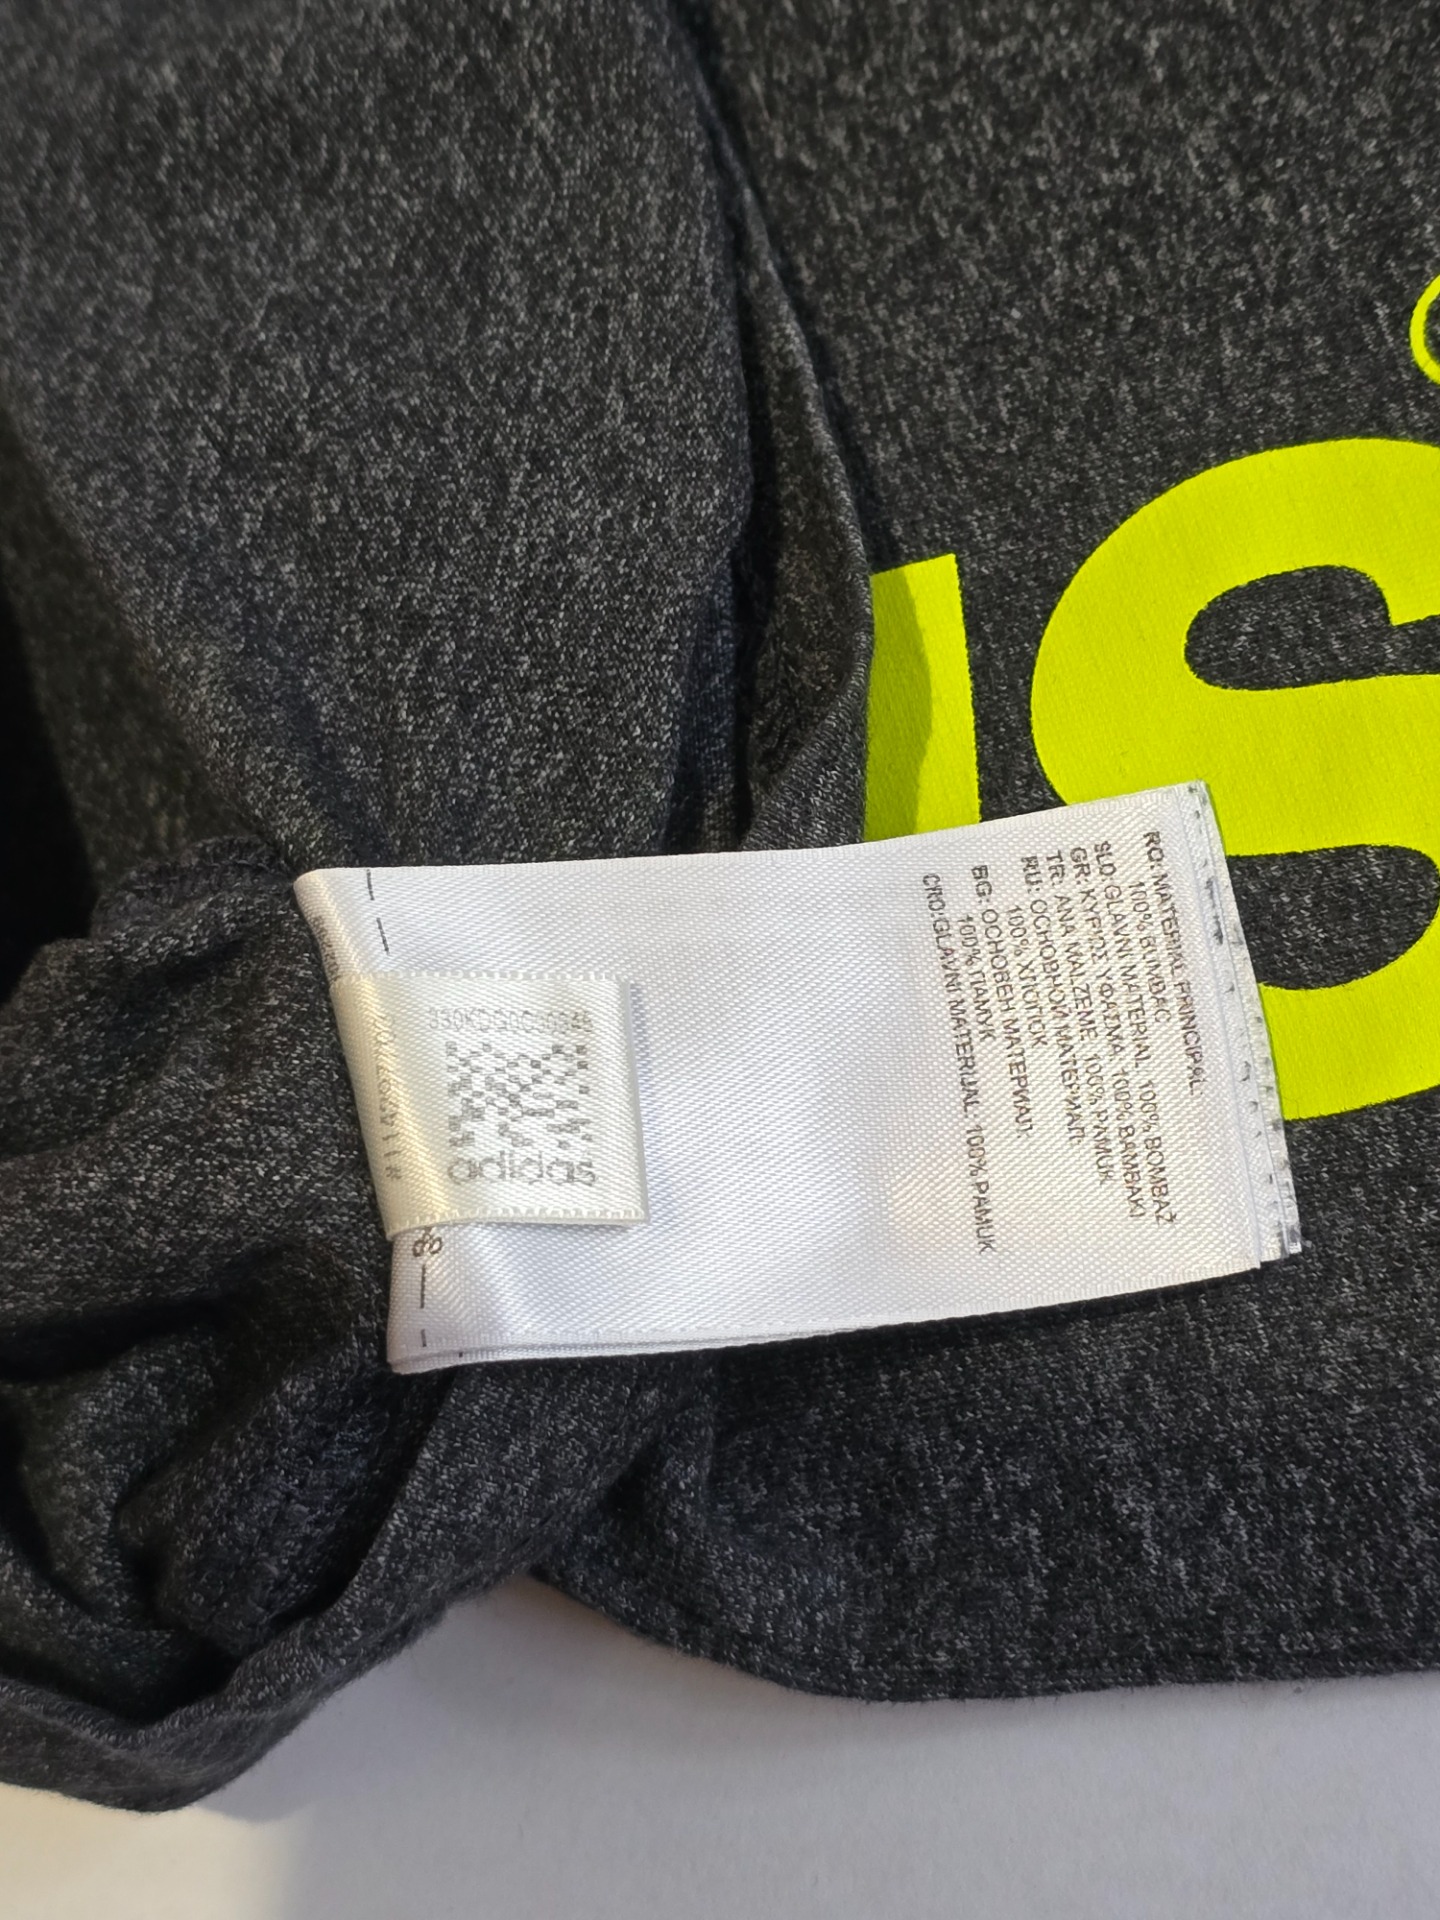 RO: MATERIAL PRINCIPAL:
100% BUMBAC
SLO GLAVNI MATERIAL 100% BOMBAŽ
GR: ΚΥΡΙΩΣ ΥΦΑΣΜΑ 100% ΒΑΜΒΑΚΙ
TR: ANA MALZEME 100% PAMUK
RU: ОСНОВНОЙ МАТЕРИАЛ:
100% ХЛОПОК
BG: ОСНОВЕН МАТЕРИАЛ:
100% ПАМУК
CRO:GLAVNI MATERIJAL 100% PAMUK
adidas
S